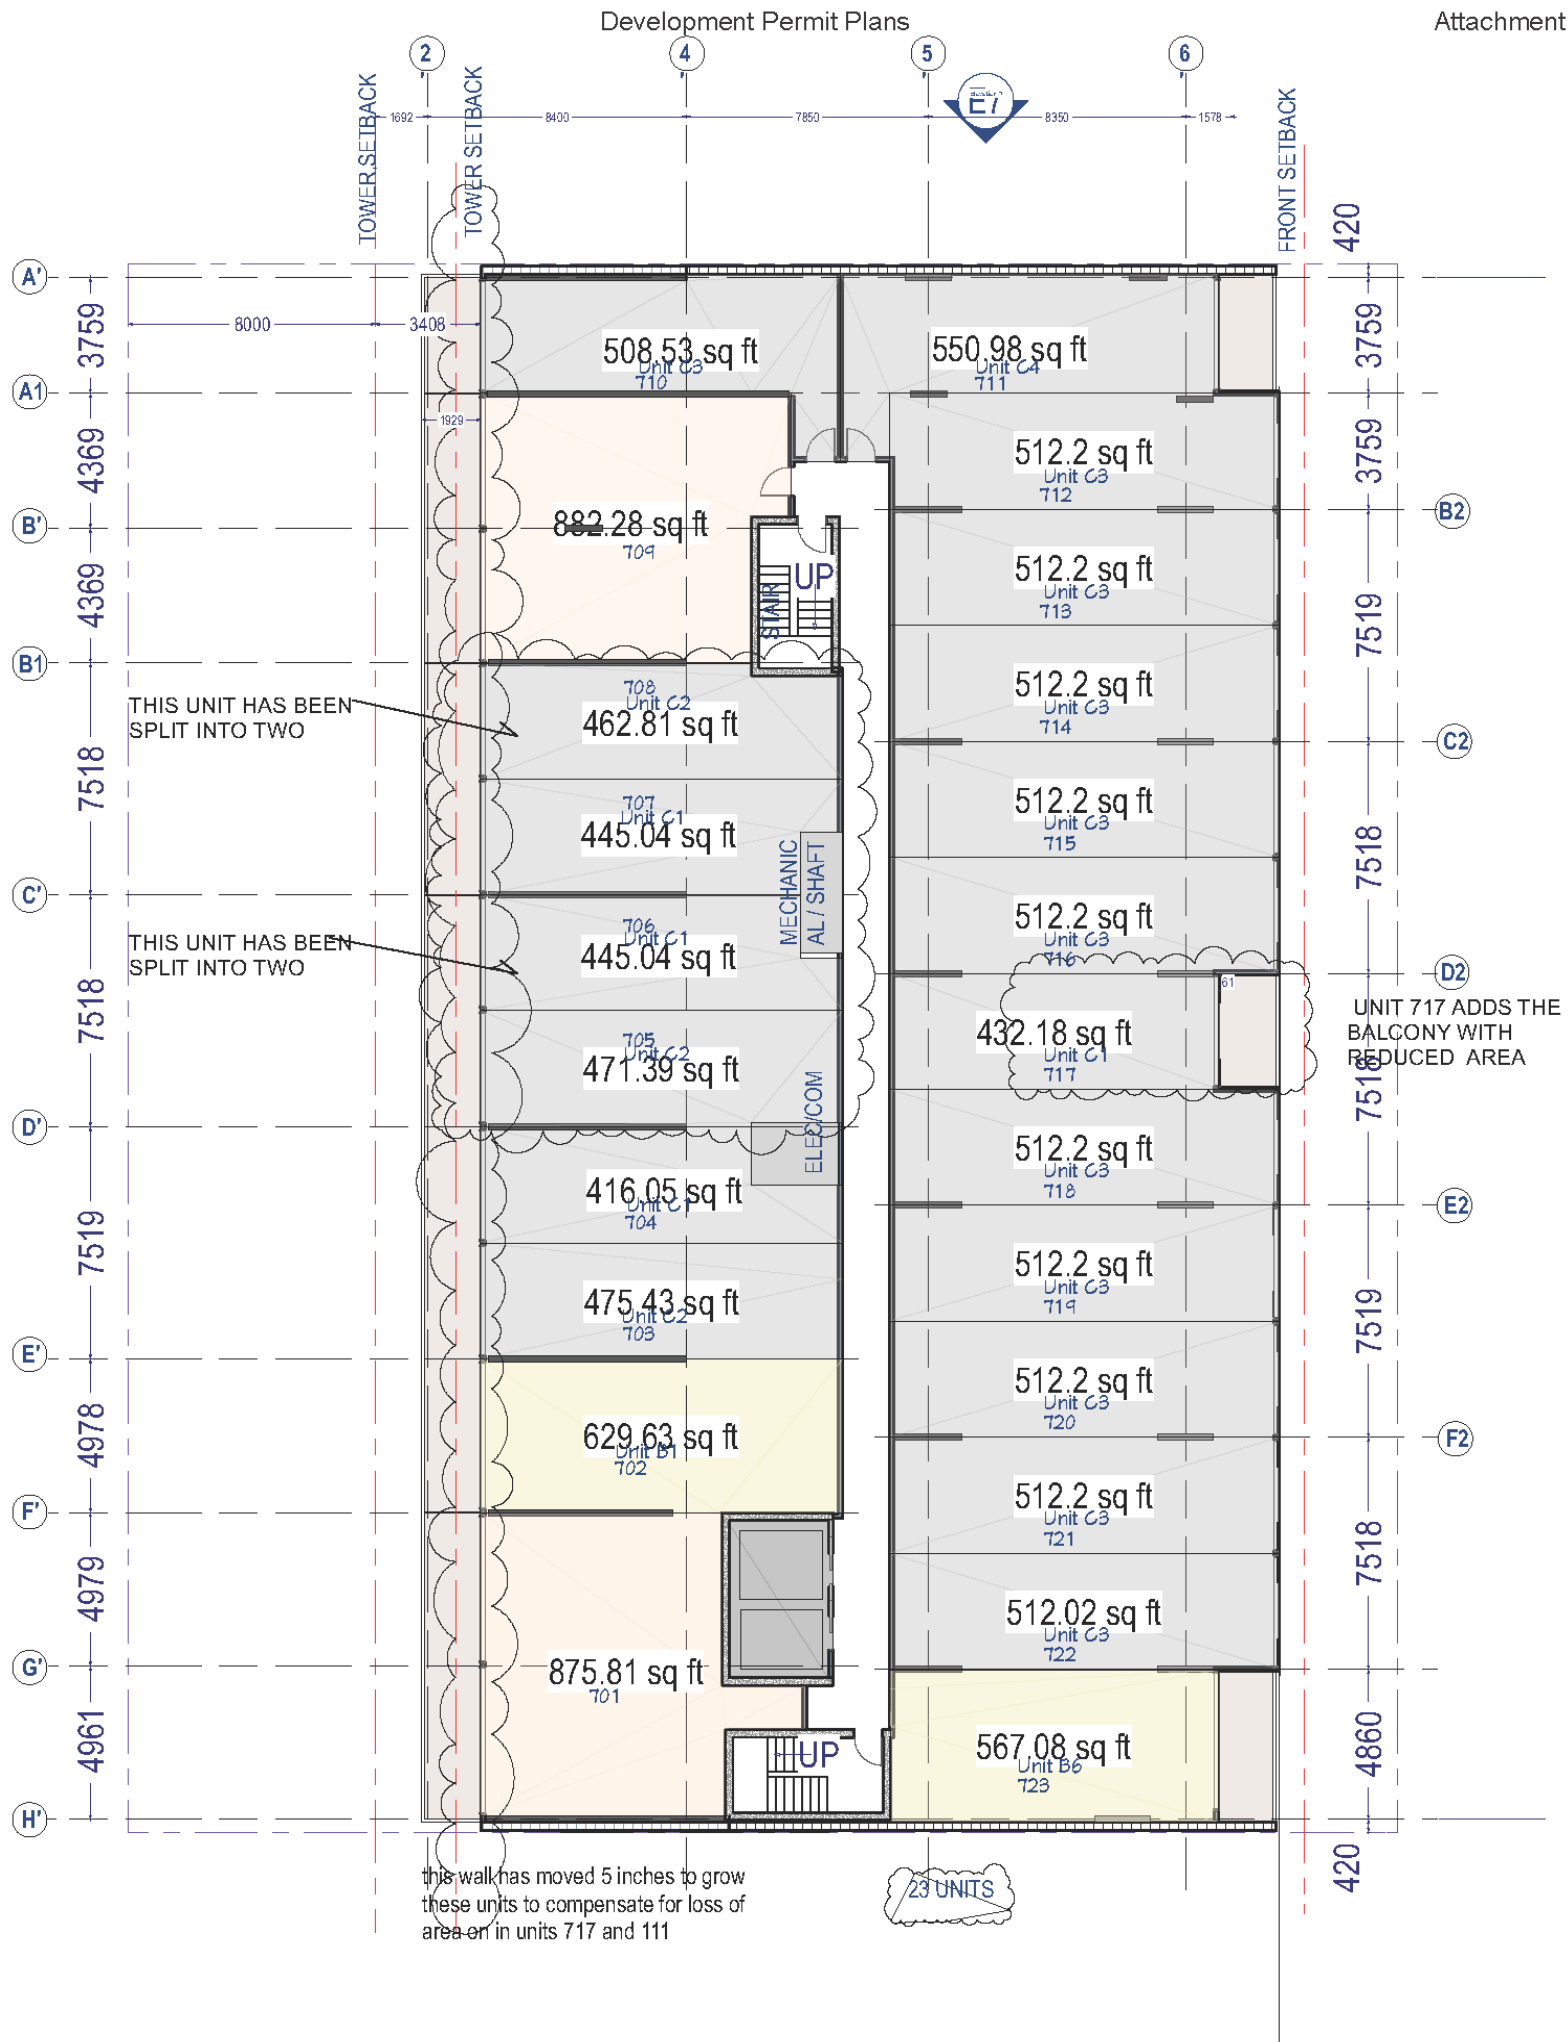 Development Permit Plans
Attachment
2'
4'
5'
6'
TOWER SETBACK
TOWER SETBACK
FRONT SETBACK
1692
8400
7850
8350
1578
E7
420
A'
A1
B'
B1
C'
D'
E'
F'
G'
H'
3759
4369
4369
7518
7518
7519
4978
4979
4961
8000
3408
1929
508.53 sq ft
Unit C3
710
550.98 sq ft
Unit C4
711
882.28 sq ft
709
512.2 sq ft
Unit C3
712
512.2 sq ft
Unit C3
713
STAIR
UP
THIS UNIT HAS BEEN
SPLIT INTO TWO
708
Unit C2
462.81 sq ft
512.2 sq ft
Unit C3
714
707
Unit C1
445.04 sq ft
512.2 sq ft
Unit C3
715
MECHANIC
AL / SHAFT
THIS UNIT HAS BEEN
SPLIT INTO TWO
706
Unit C1
445.04 sq ft
512.2 sq ft
Unit C3
716
705
Unit C2
471.39 sq ft
61
432.18 sq ft
Unit C1
717
UNIT 717 ADDS THE
BALCONY WITH
REDUCED AREA
ELEC/COM
416.05 sq ft
Unit C1
704
512.2 sq ft
Unit C3
718
475.43 sq ft
Unit C2
703
512.2 sq ft
Unit C3
719
629.63 sq ft
Unit B1
702
512.2 sq ft
Unit C3
720
512.2 sq ft
Unit C3
721
875.81 sq ft
701
512.02 sq ft
Unit C3
722
UP
567.08 sq ft
Unit B6
723
3759
3759
7519
7518
7518
7519
7518
4860
420
B2
C2
D2
E2
F2
this wall has moved 5 inches to grow
these units to compensate for loss of
area on in units 717 and 111
23 UNITS